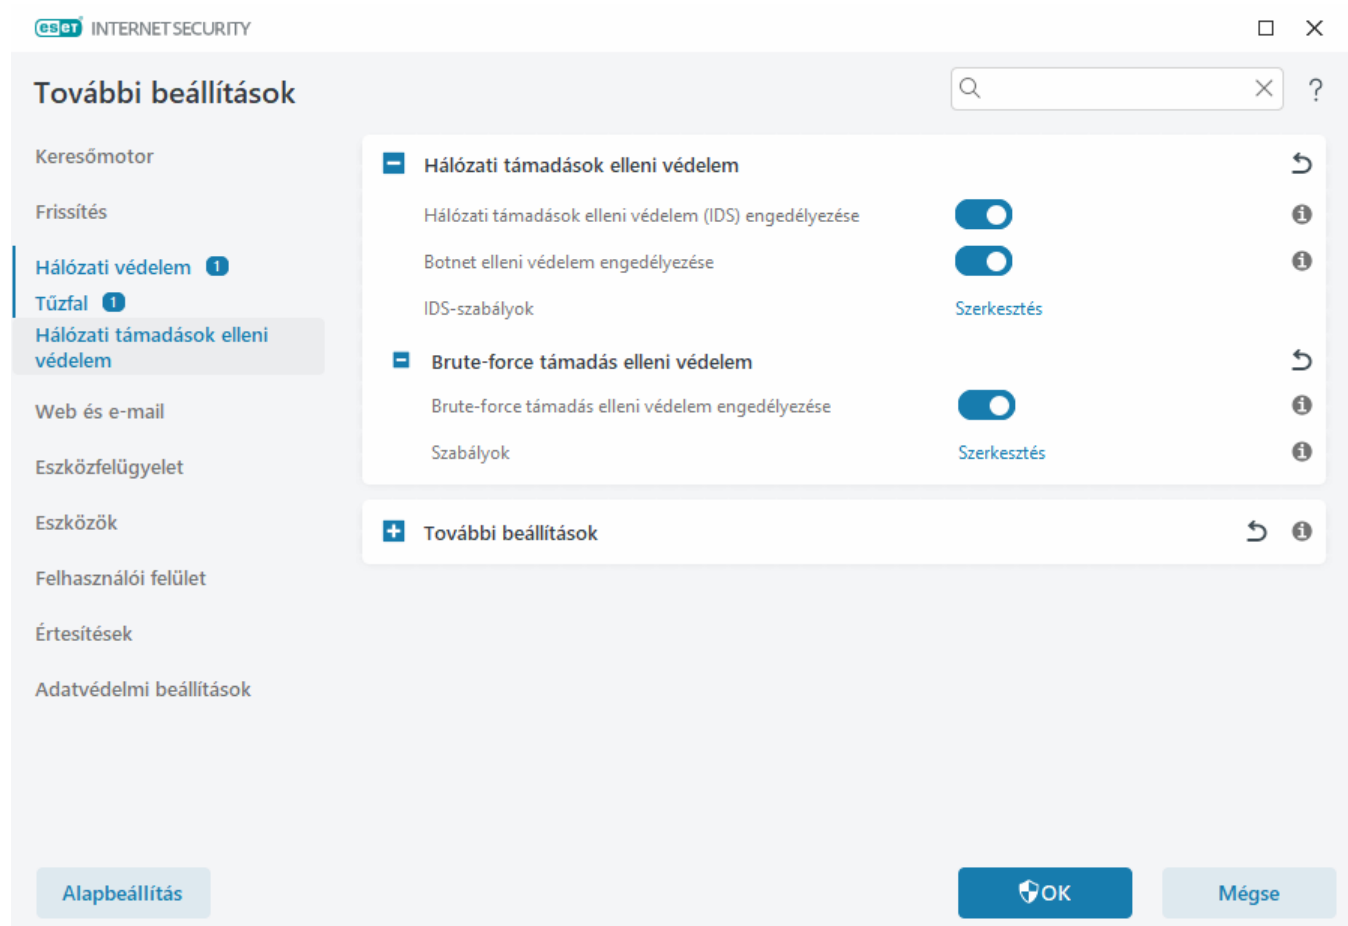 eset INTERNET SECURITY
További beállítások
?
Keresőmotor
Frissítés
Hálózati védelem 1
Tűzfal 1
Hálózati támadások elleni
védelem
Web és e-mail
Eszközfelügyelet
Eszközök
Felhasználói felület
Értesítések
Adatvédelmi beállítások
Hálózati támadások elleni védelem
Hálózati támadások elleni védelem (IDS) engedélyezése
Botnet elleni védelem engedélyezése
IDS-szabályok Szerkesztés
Brute-force támadás elleni védelem
Brute-force támadás elleni védelem engedélyezése
Szabályok Szerkesztés
További beállítások
Alapbeállítás
OK
Mégse